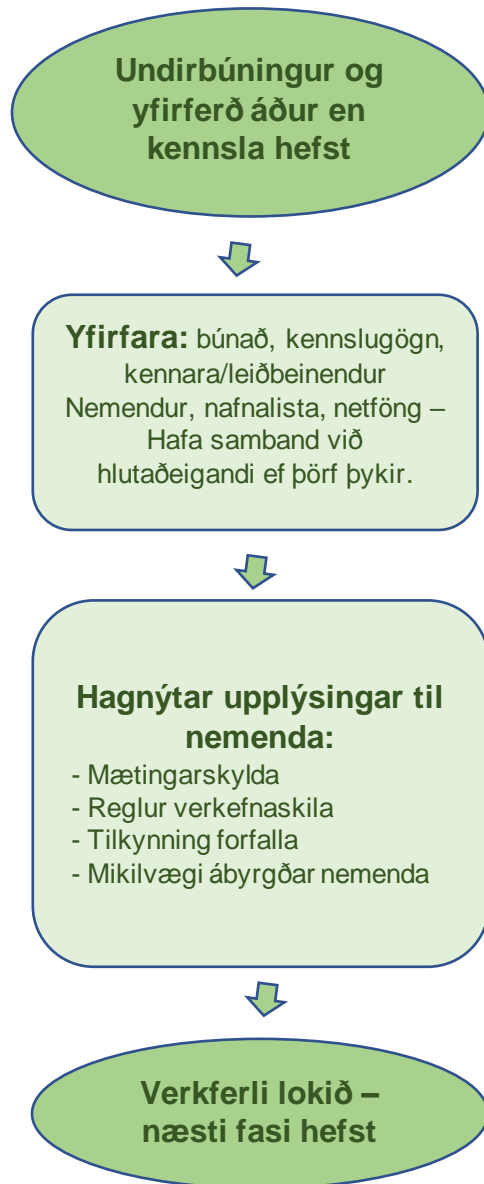 Undirbúningur og
yfirferð áður en
kennsla hefst
Yfirfara: búnað, kennslugögn,
kennara/leiðbeinendur
Nemendur, nafnalista, netföng –
Hafa samband við
hlutaðeigandi ef þörf þykir.
Hagnýtar upplýsingar til
nemenda:
- Mætingarskylda
- Reglur verkefnaskila
- Tilkynning forfalla
- Mikilvægi ábyrgðar nemenda
Verkferli lokið –
næsti fasi hefst